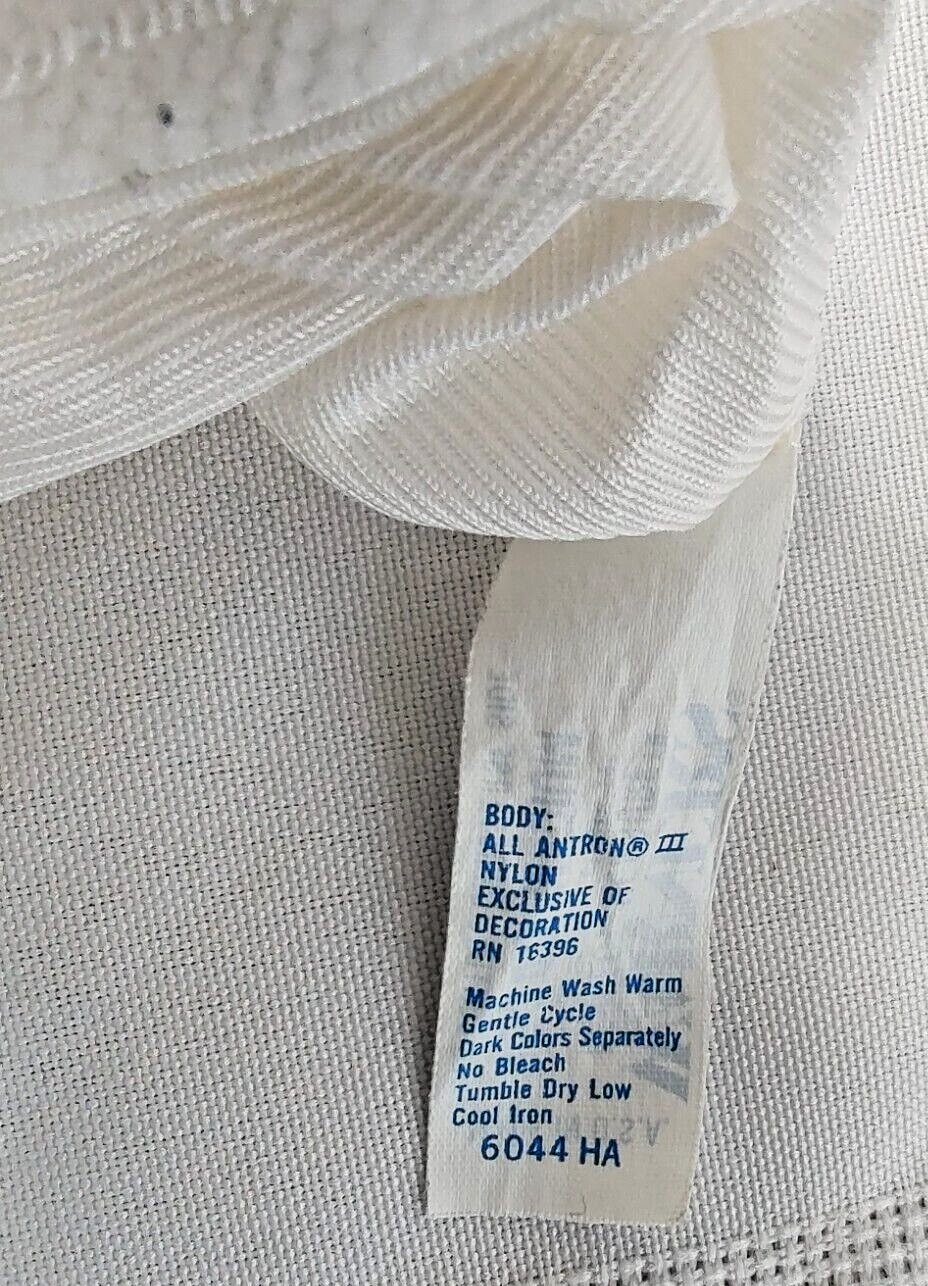 BODY:
ALL ANTRON® III
NYLON
EXCLUSIVE OF
DECORATION
RN 16396
Machine Wash Warm
Gentle Cycle
Dark Colors Separately
No Bleach
Tumble Dry Low
Cool Iron
6044 HA
U.S.A.